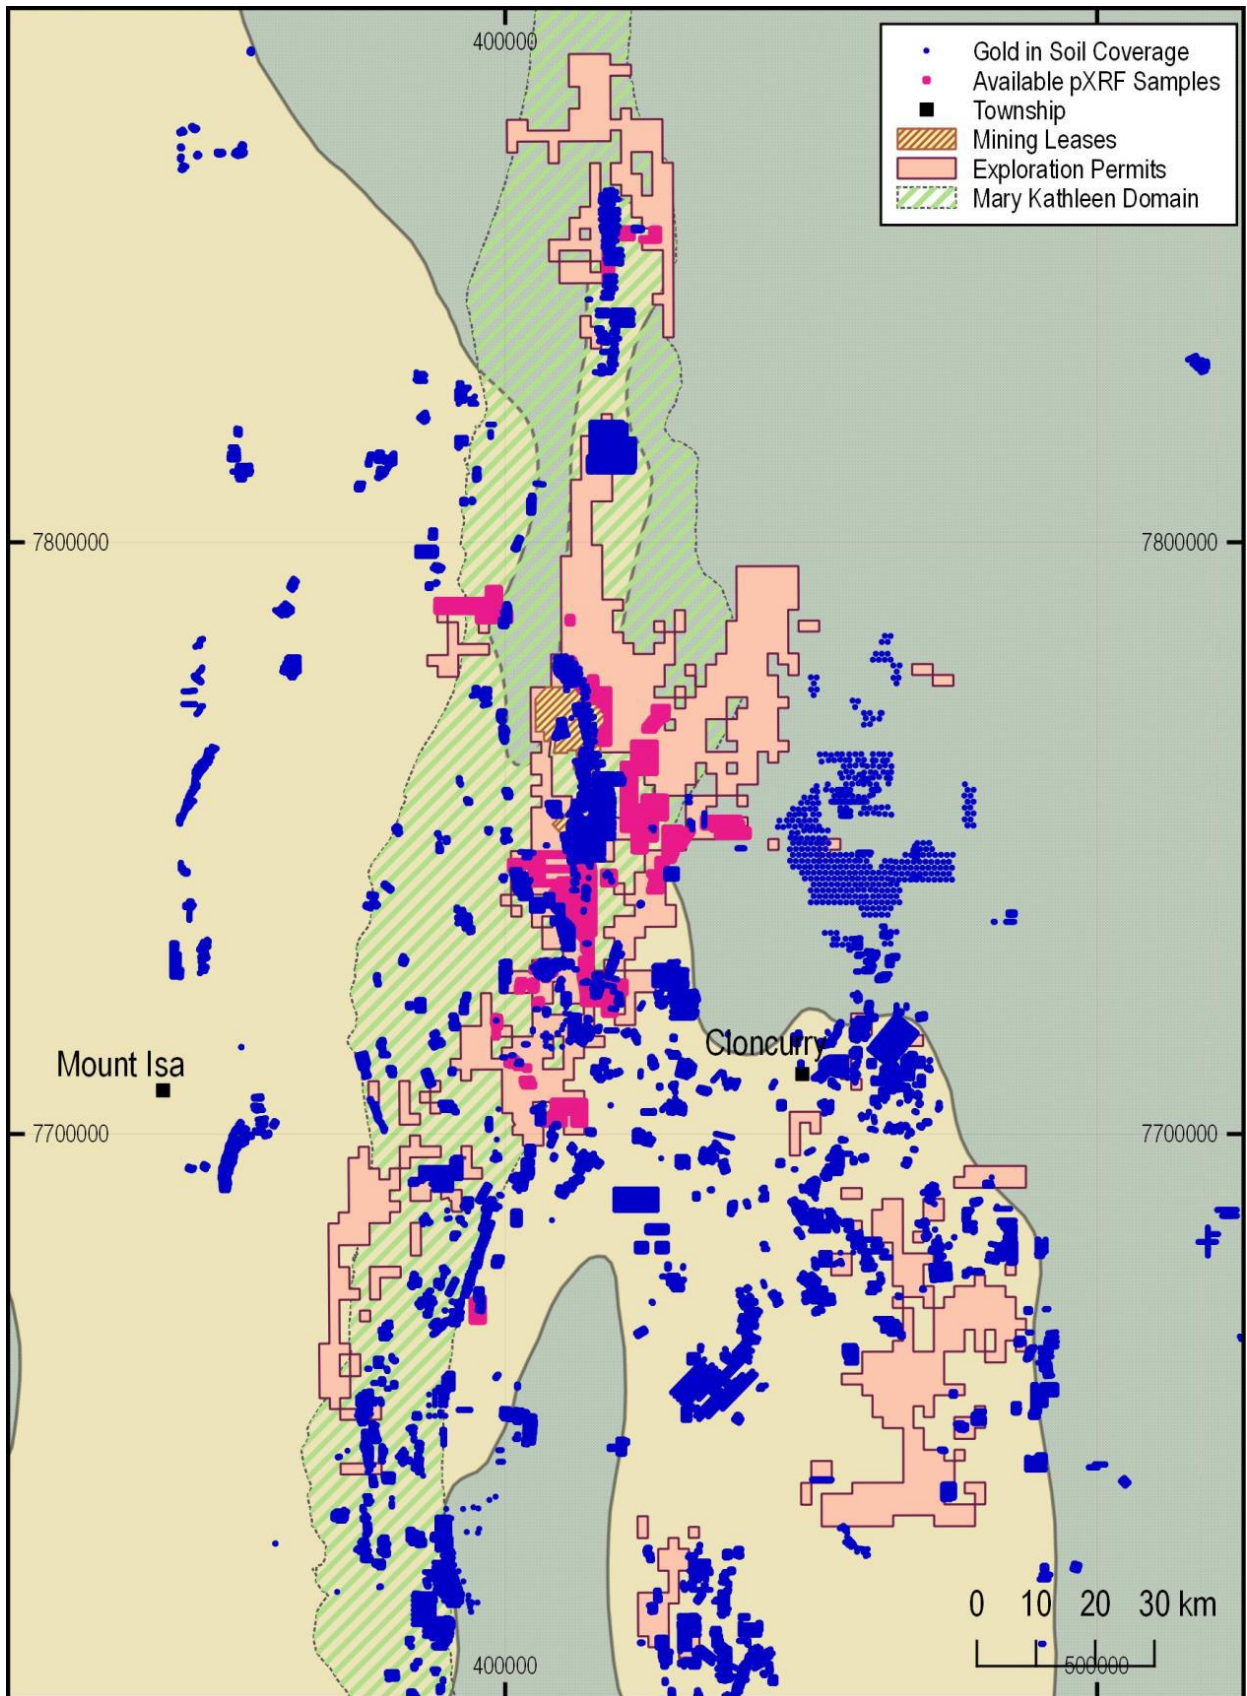 400000
Gold in Soil Coverage
Available pXRF Samples
Township
Mining Leases
Exploration Permits
Mary Kathleen Domain
7800000
7800000
Cloncurry
Mount Isa
7700000
7700000
0 10 20 30 km
400000
500000